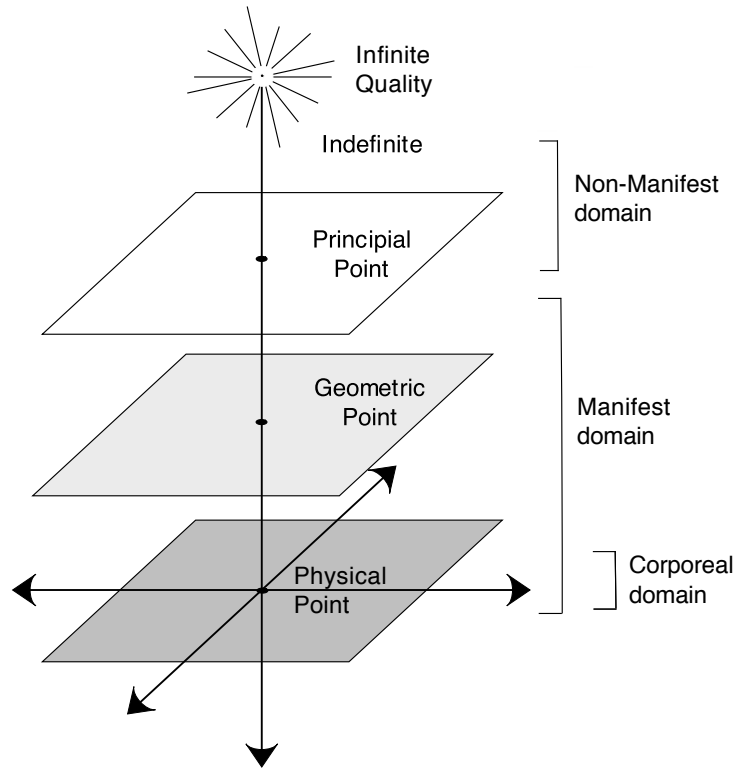 Infinite
Quality
Indefinite
Non-Manifest
domain
Principial
Point
Geometric
Point
Manifest
domain
Physical
Point
Corporeal
domain